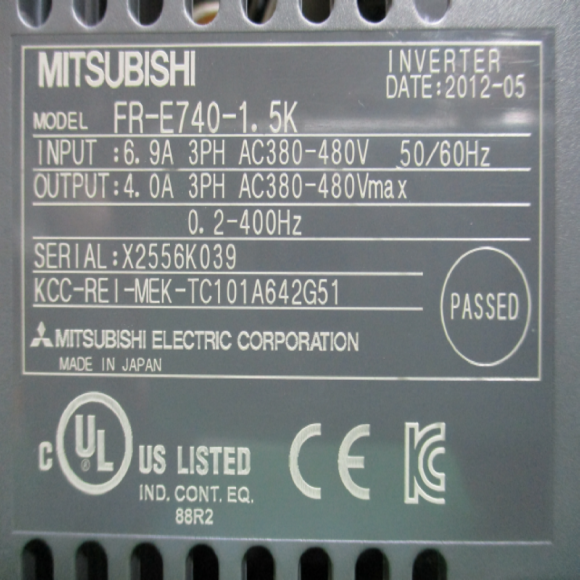 MITSUBISHI
INVERTER
DATE:2012-05
MODEL FR-E740-1.5K
INPUT :6.9A 3PH AC380-480V 50/60Hz
OUTPUT:4.0A 3PH AC380-480Vmax
0.2-400Hz
SERIAL:X2556K039
KCC-REI-MEK-TC101A642G51
PASSED
MITSUBISHI ELECTRIC CORPORATION
MADE IN JAPAN
C UL US LISTED
IND. CONT. EQ.
88R2
CE
KC